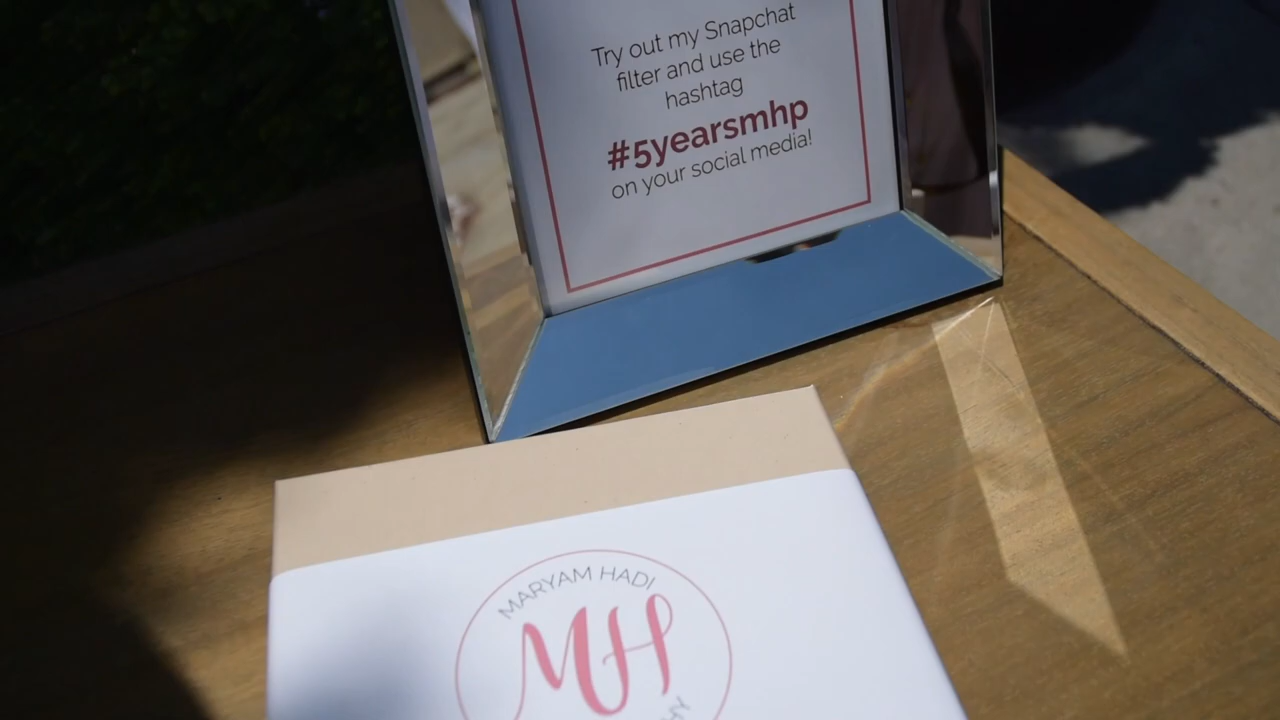 Try out my Snapchat
filter and use the
hashtag
#5yearsmhp
on your social media!
MARYAM HADI
MH